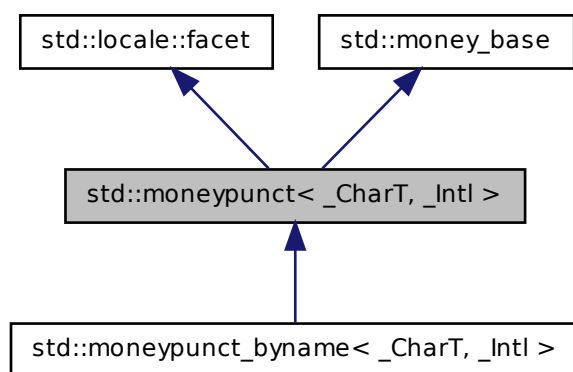 std::locale::facet
std::money_base
std::moneypunct< _CharT, _Intl >
std::moneypunct_byname< _CharT, _Intl >